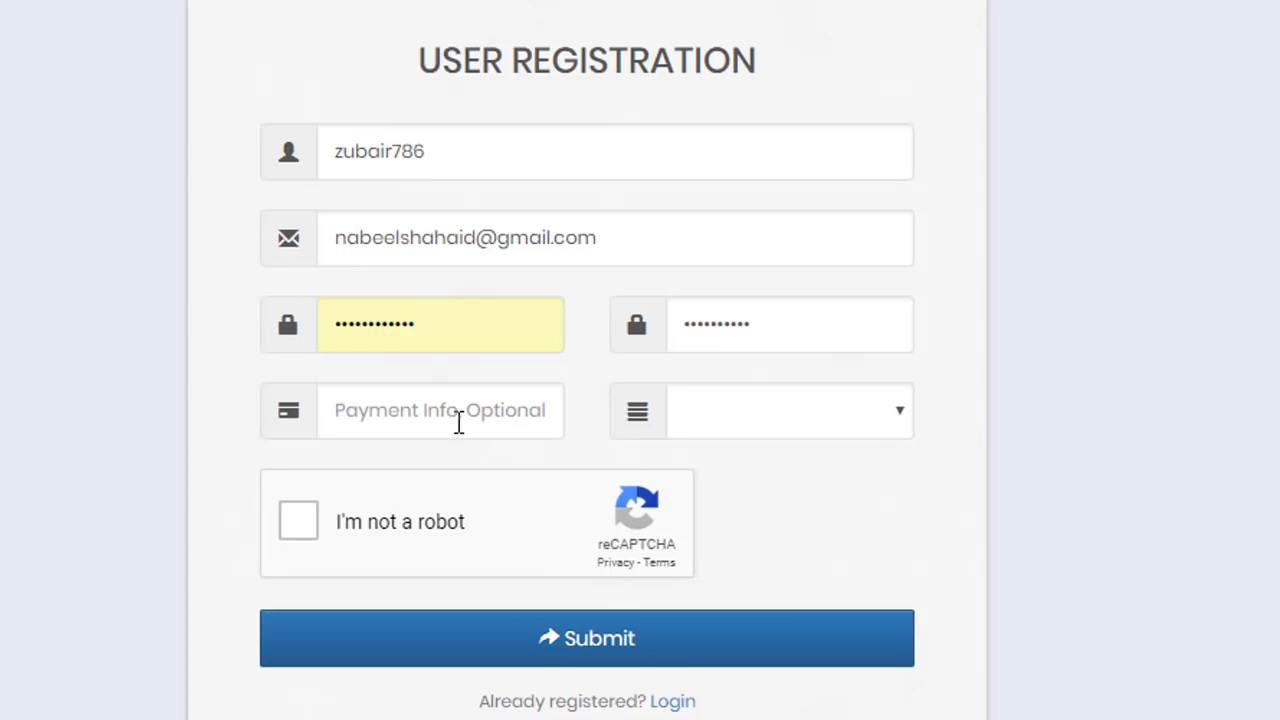 USER REGISTRATION
zubair786
nabeelshahaid@gmail.com
•••••••••••• ••••••••••
Payment Info-Optional
I'm not a robot
reCAPTCHA
Privacy - Terms
Submit
Already registered? Login